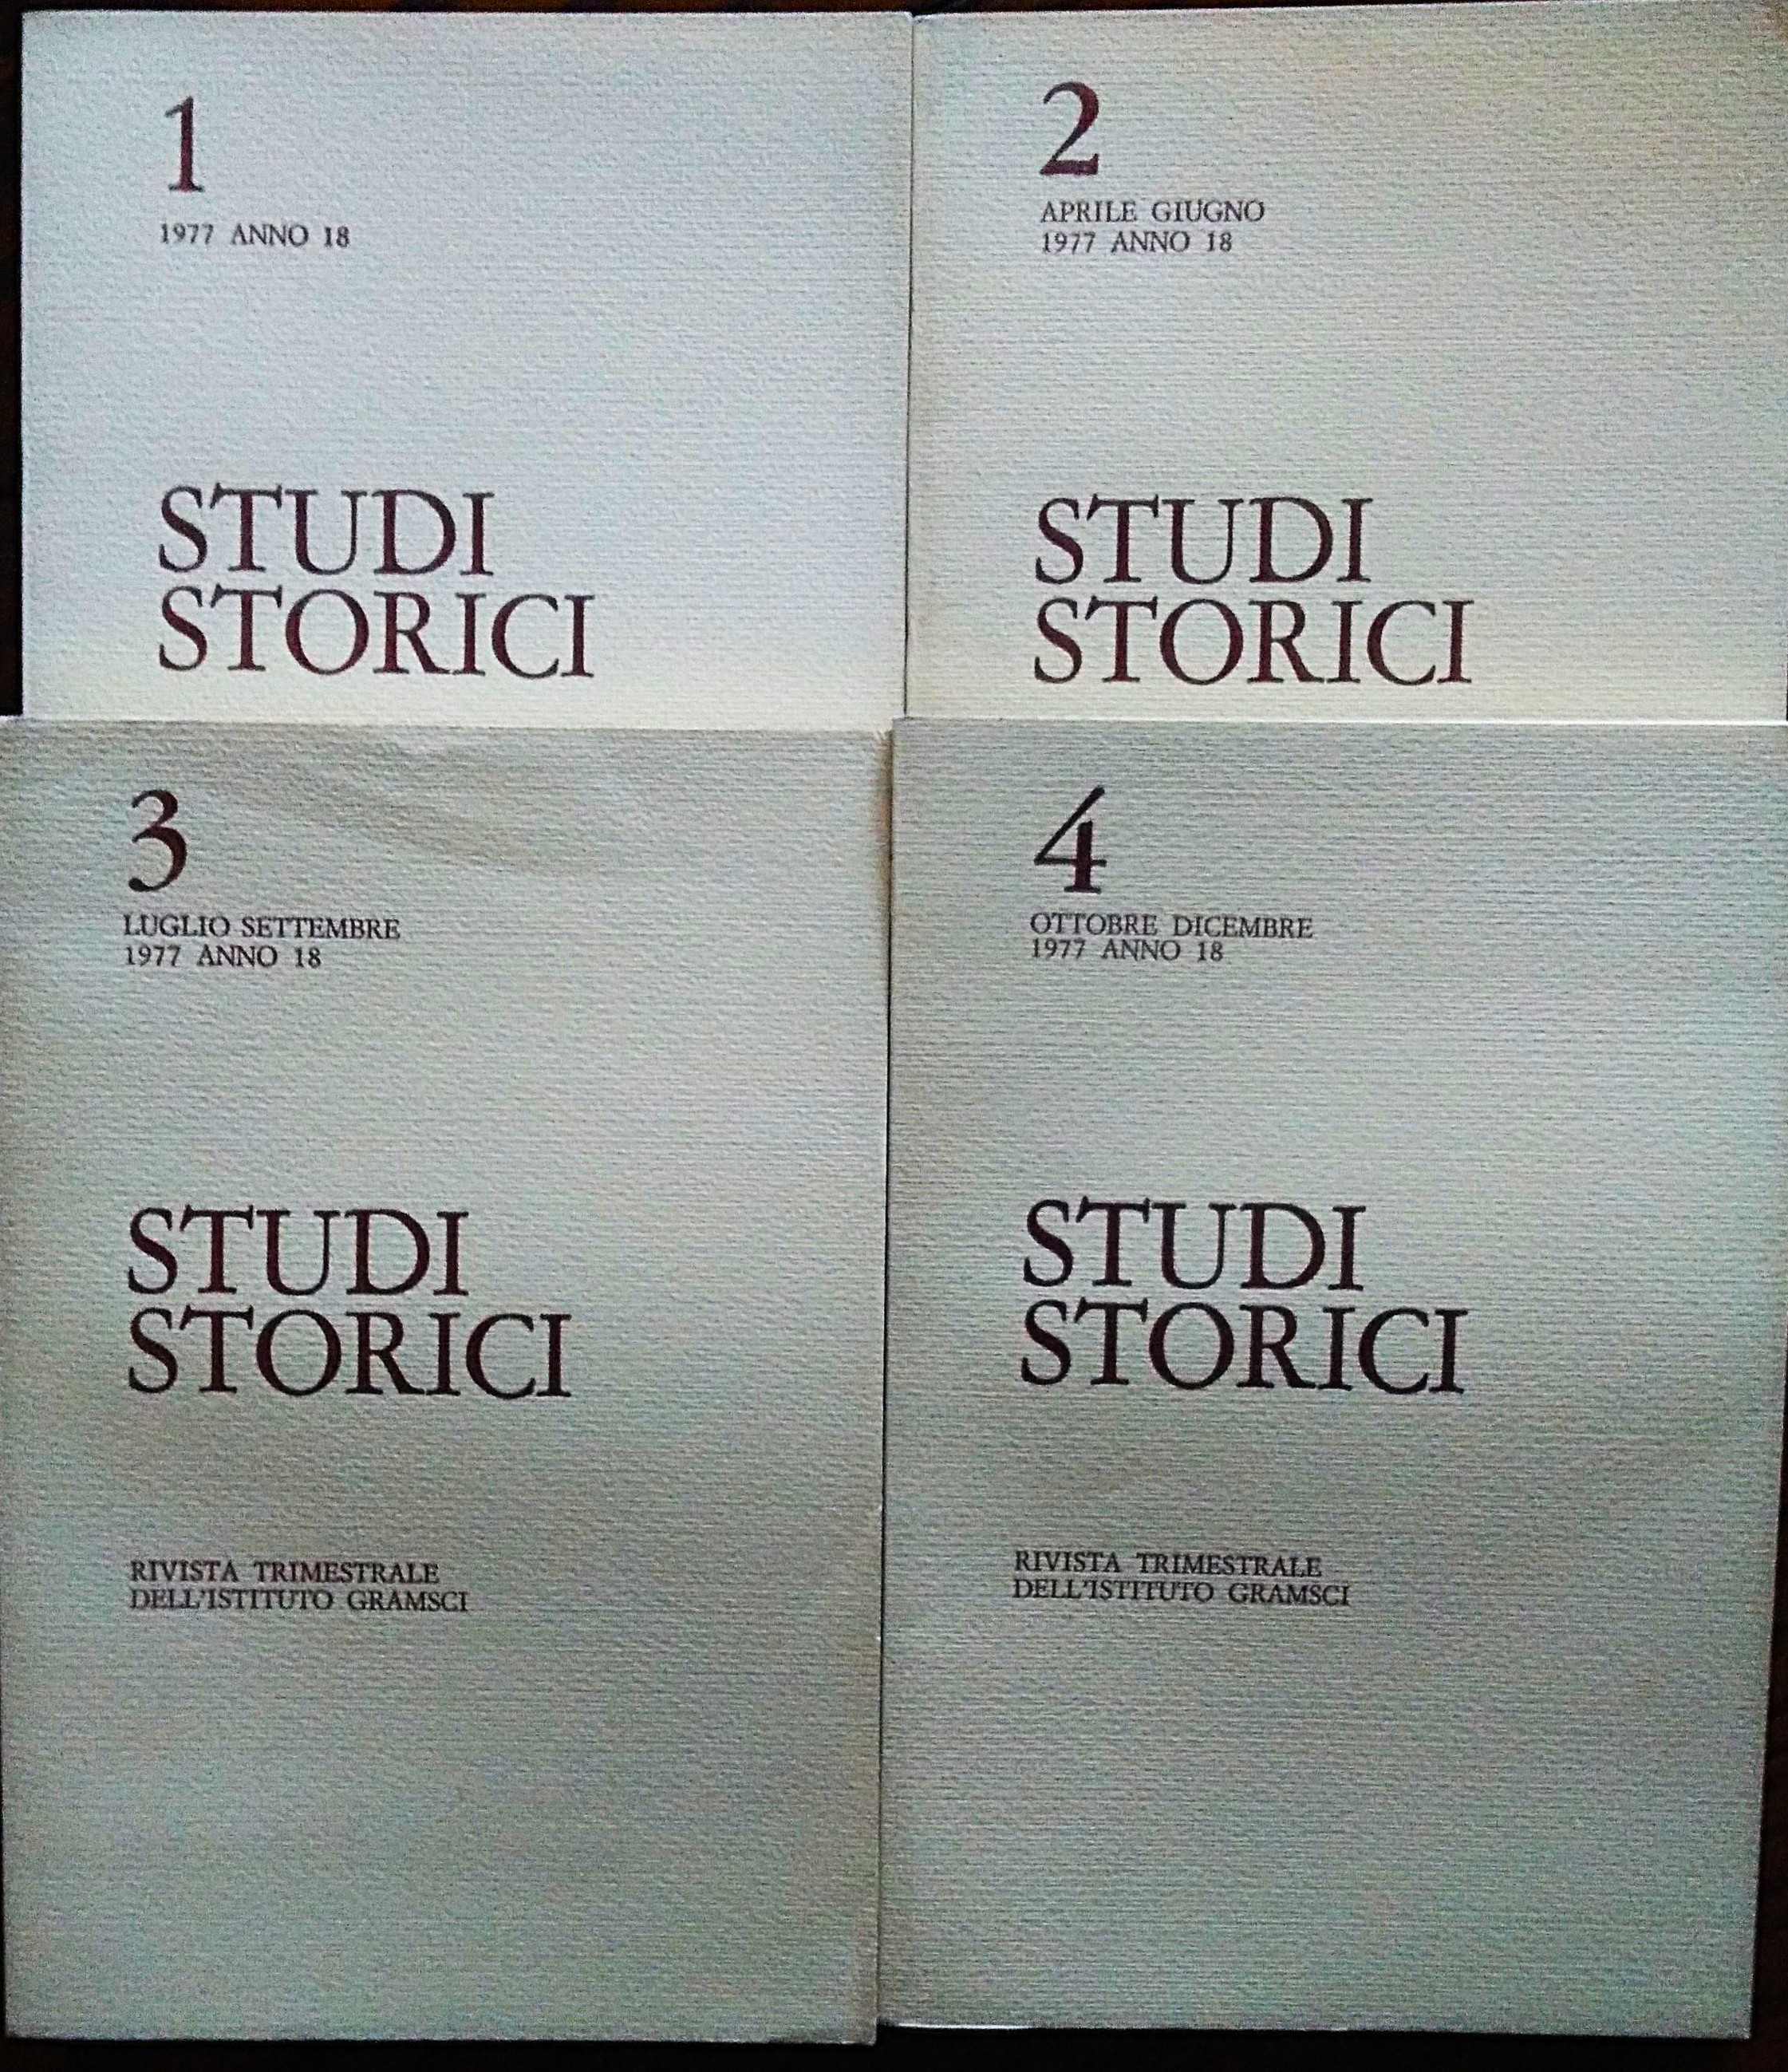 1
1977 ANNO 18
STUDI
STORICI
2
APRILE GIUGNO
1977 ANNO 18
STUDI
STORICI
3
LUGLIO SETTEMBRE
1977 ANNO 18
STUDI
STORICI
RIVISTA TRIMESTRALE
DELL'ISTITUTO GRAMSCI
4
OTTOBRE DICEMBRE
1977 ANNO 18
STUDI
STORICI
RIVISTA TRIMESTRALE
DELL'ISTITUTO GRAMSCI